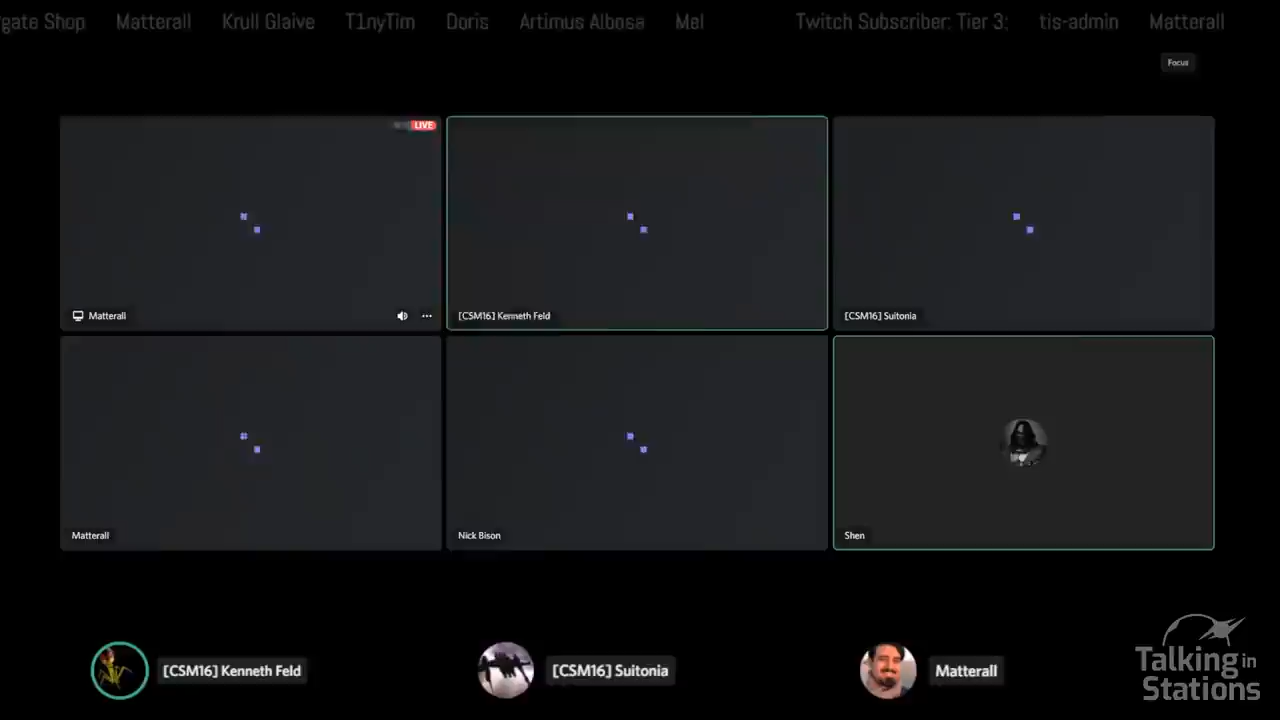 gate Shop Matterall Krull Glaive T1nyTim Doris Artimus Albosa Mel Twitch Subscriber: Tier 3: tis-admin Matterall
Focus
LIVE
Matterall
[CSM16] Kenneth Feld
[CSM16] Suitonia
Matterall
Nick Bison
Shen
[CSM16] Kenneth Feld
[CSM16] Suitonia
Matterall
Talking in
Stations